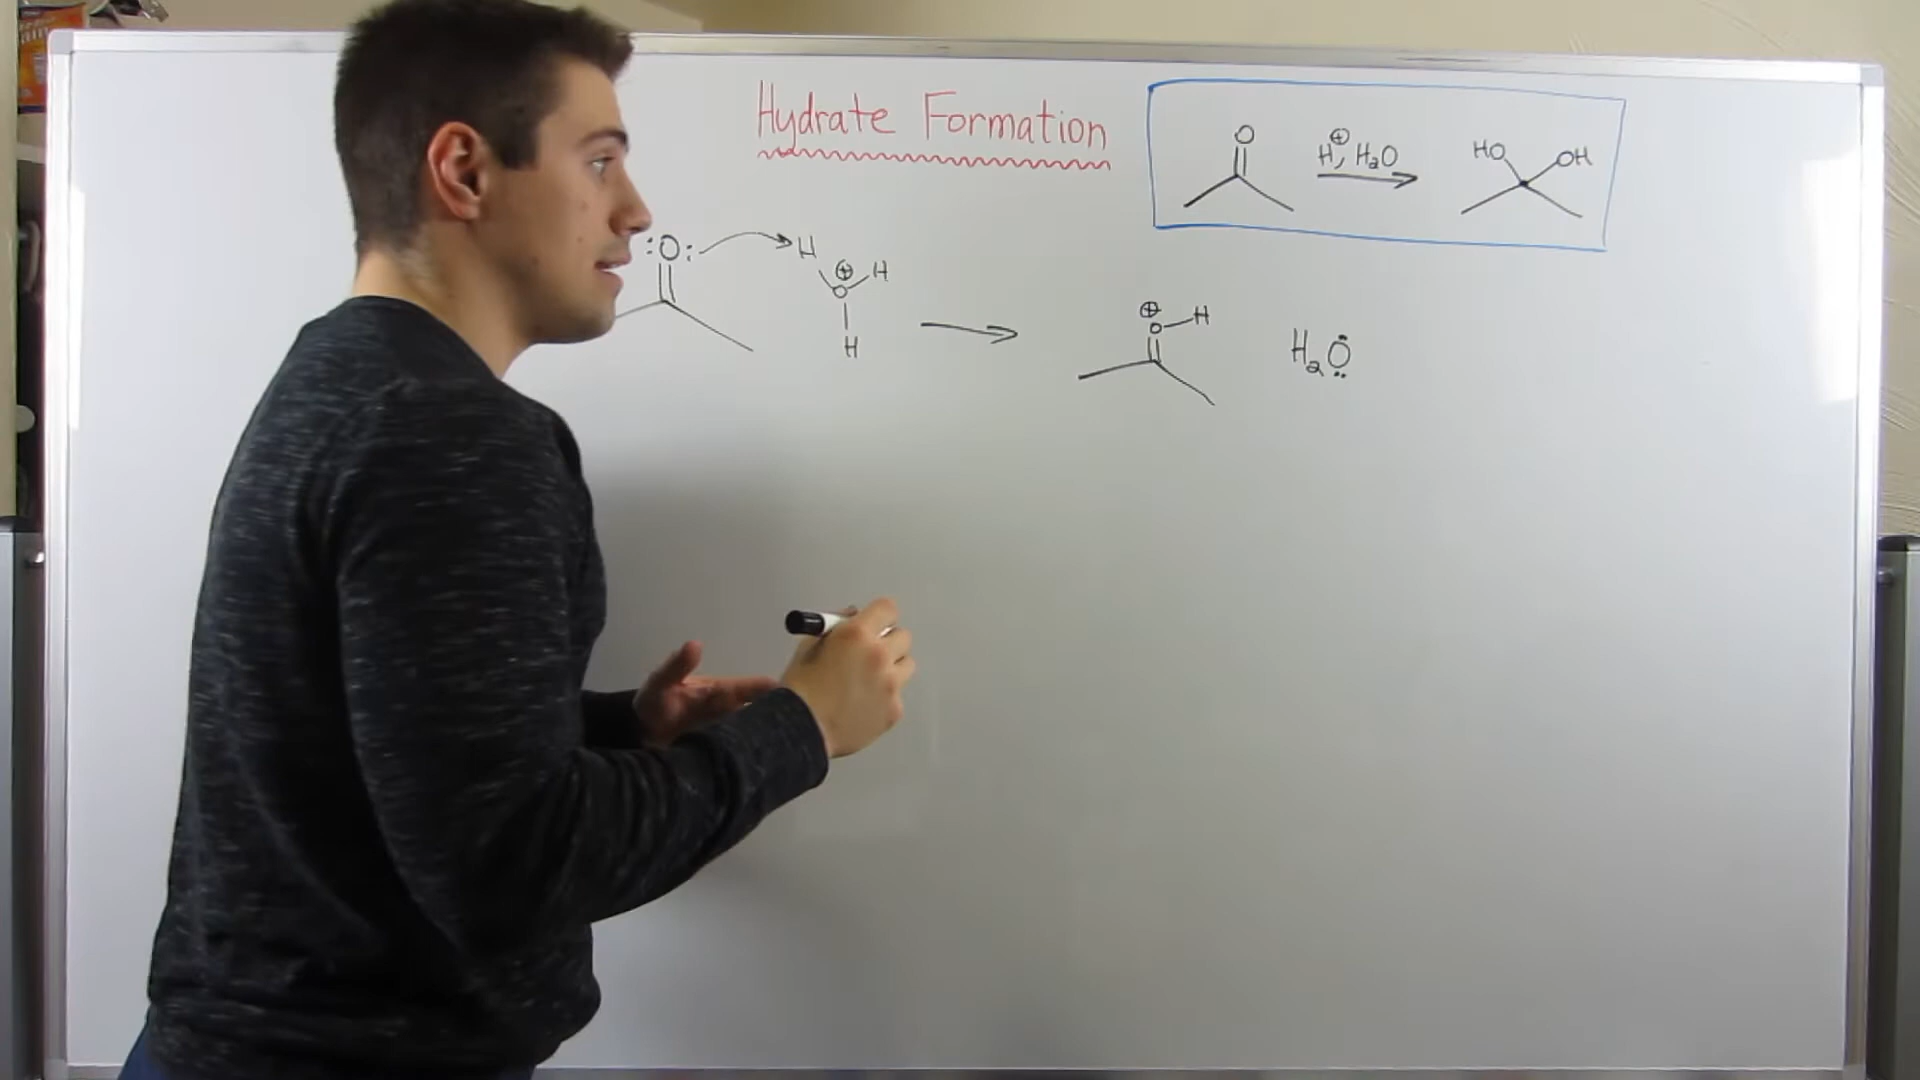 Hydrate Formation
O
H⊕, H2O
HO OH
:O:
H
⊕
O H
H
⊕
O H
H2O